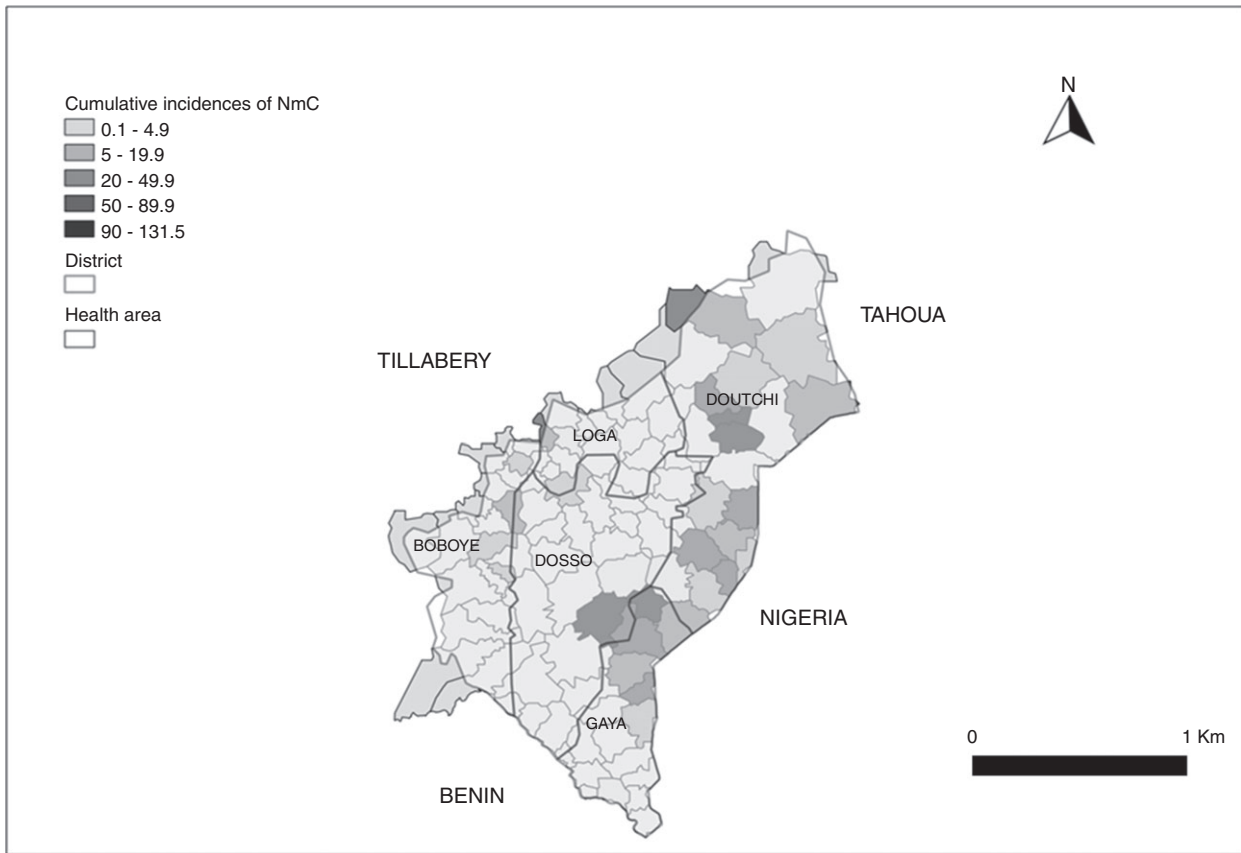 Cumulative incidences of NmC
0.1 - 4.9
5 - 19.9
20 - 49.9
50 - 89.9
90 - 131.5
District
Health area
N
TAHOUA
TILLABERY
DOUTCHI
LOGA
BOBOYE
DOSSO
NIGERIA
GAYA
BENIN
0 1 Km